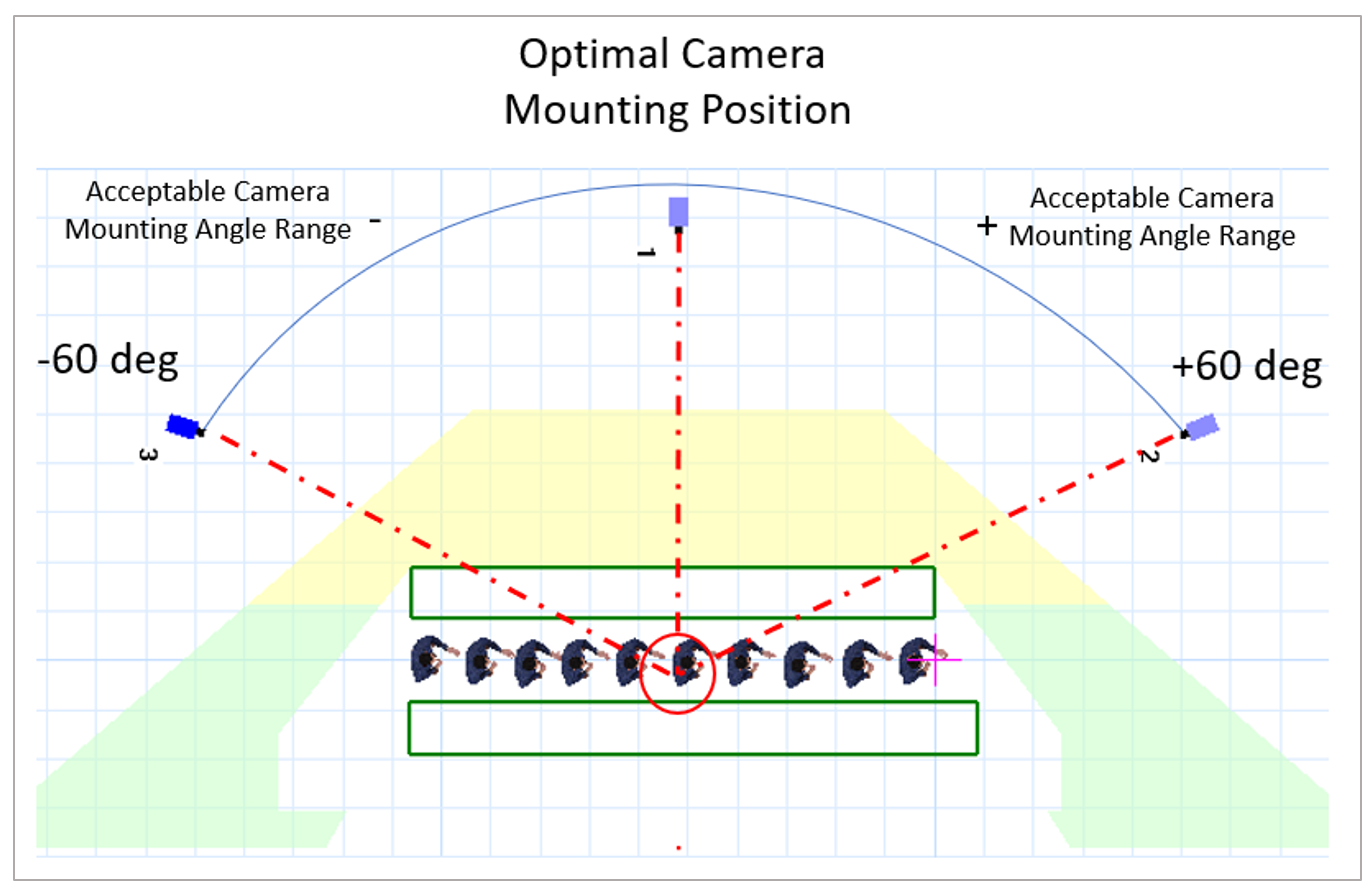 Optimal Camera
Mounting Position
Acceptable Camera
Mounting Angle Range -
Acceptable Camera
+ Mounting Angle Range
1
-60 deg
+60 deg
3
2